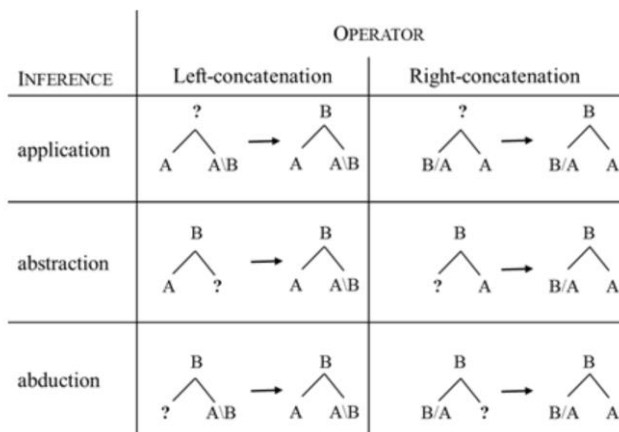 OPERATOR
INFERENCE Left-concatenation Right-concatenation
? B ? B
application
A A\B A A\B B/A A B/A A
B B B B
abstraction
A ? A A\B ? A B/A A
B B B B
abduction
? A\B A A\B B/A ? B/A A